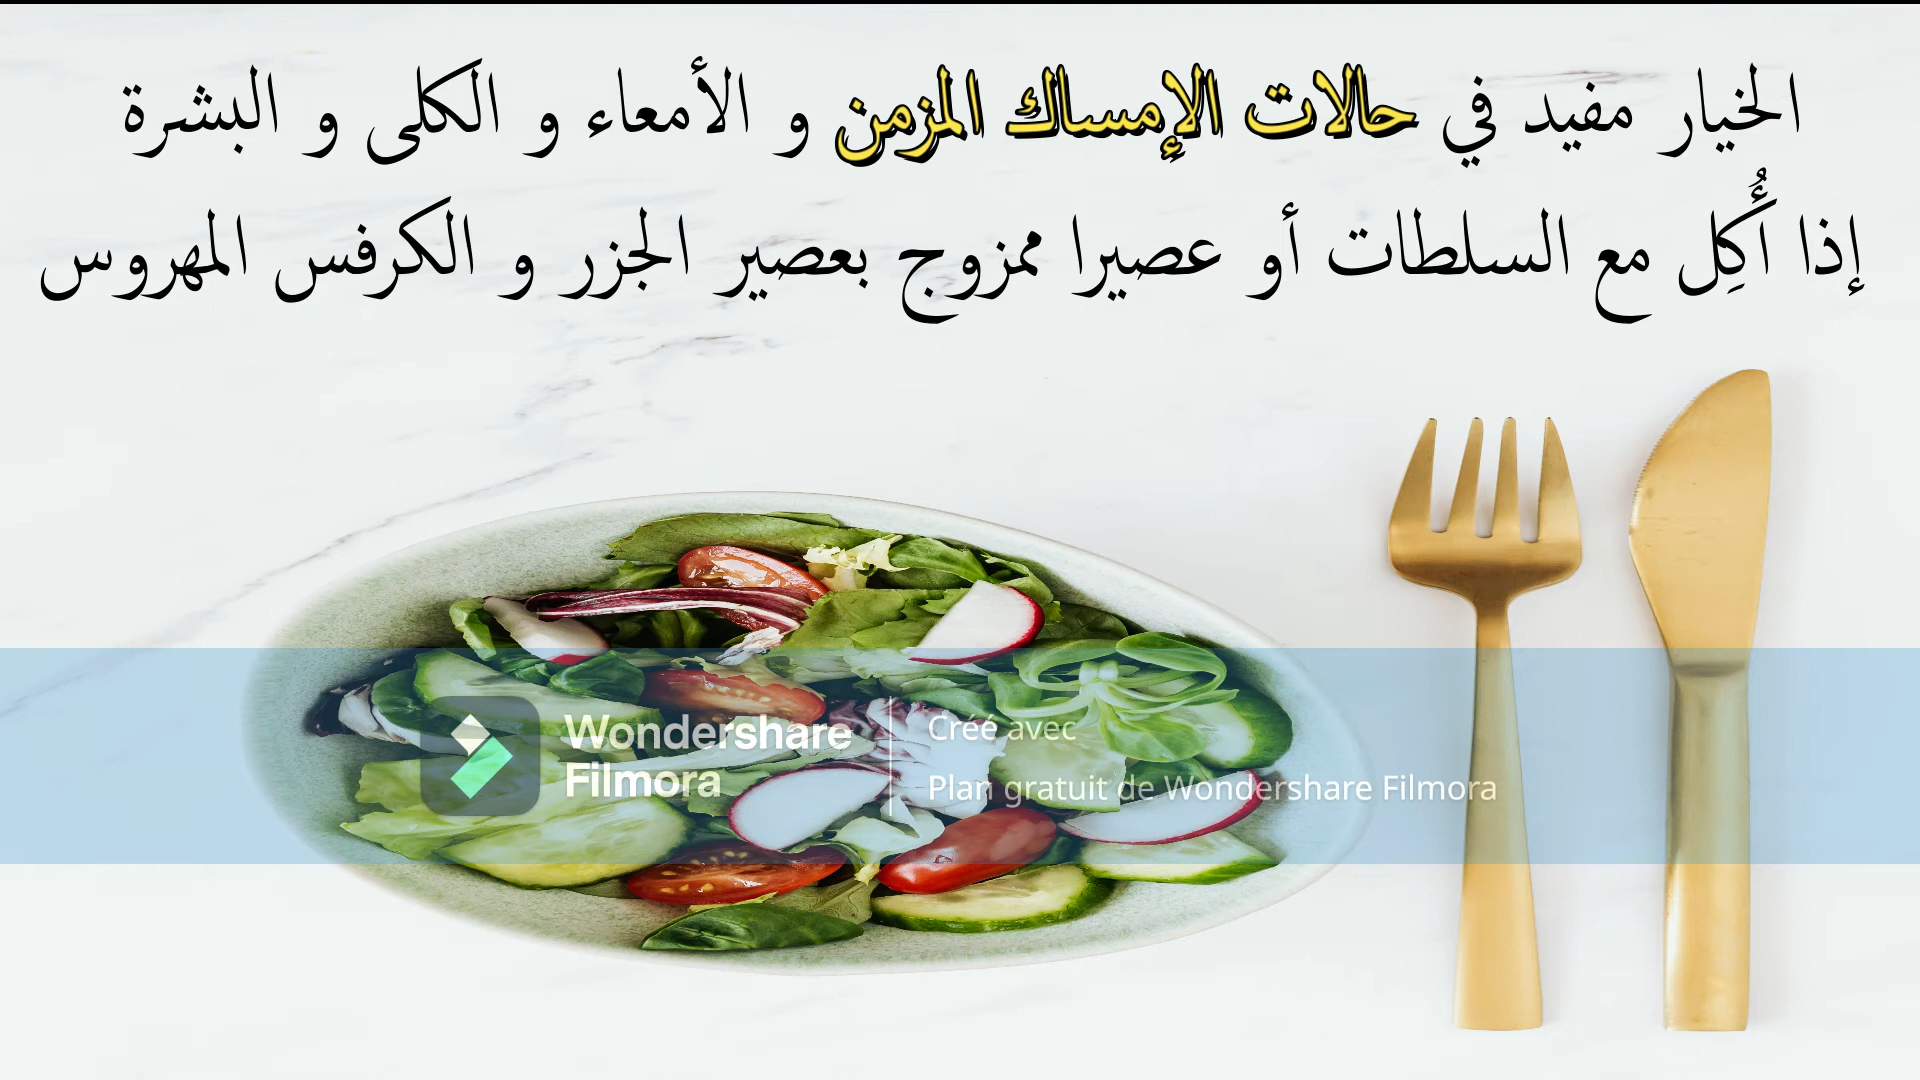 الخيار مفيد في حالات الإمساك المزمن و الأمعاء و الكلى و البشرة
إذا أُكِل مع السلطات أو عصيرا ممزوج بعصير الجزر و الكرفس المهروس
Wondershare
Filmora
Créé avec
Plan gratuit de Wondershare Filmora